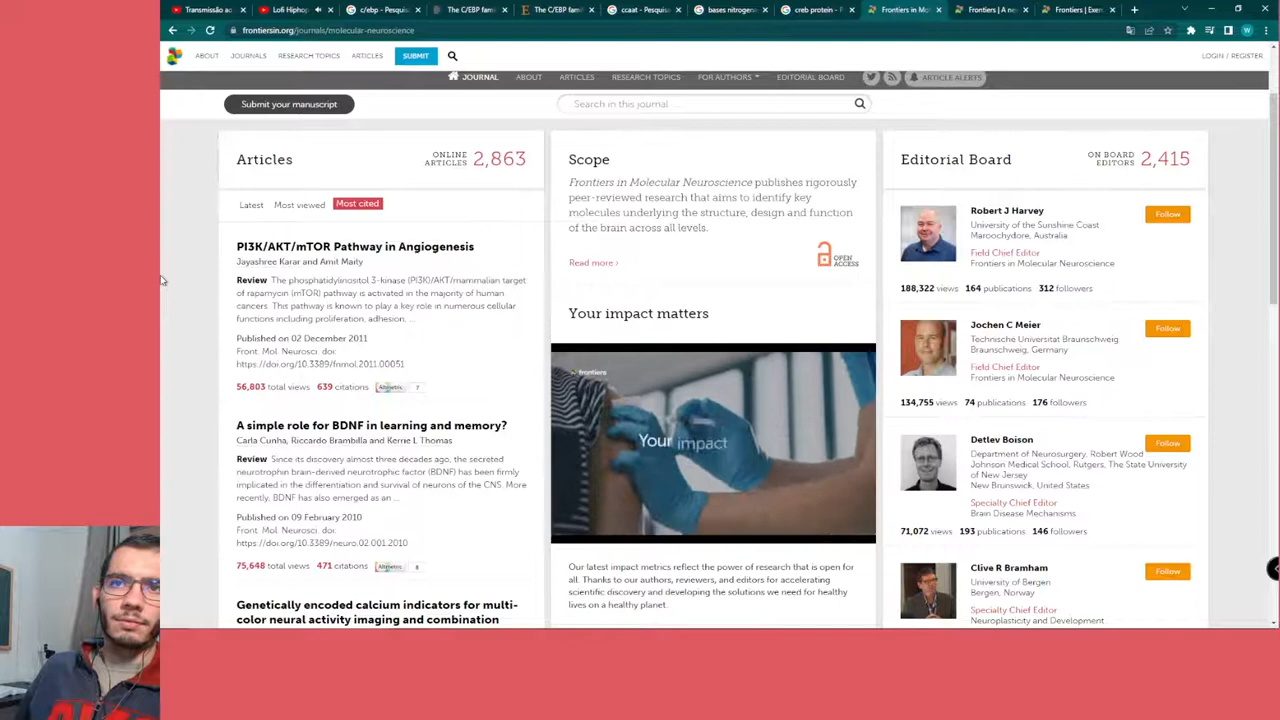 Transmissão ao
Lofi Hiphop
c/ebp - Pesqui
The C/EBP fam
The C/EBP fam
ccaat - Pesquisa
bases nitrogen
creb protein - P
Frontiers in Mo
Frontiers | A ne
Frontiers | Exer
frontiersin.org/journals/molecular-neuroscience
ABOUT JOURNALS RESEARCH TOPICS ARTICLES SUBMIT
LOGIN / REGISTER
JOURNAL ABOUT ARTICLES RESEARCH TOPICS FOR AUTHORS EDITORIAL BOARD ARTICLE ALERTS
Submit your manuscript
Search in this journal ...
Articles
ONLINE ARTICLES 2,863
Latest Most viewed Most cited
PI3K/AKT/mTOR Pathway in Angiogenesis
Jayashree Karar and Amit Maity
Review The phosphatidylinositol 3-kinase (PI3K)/AKT/mammalian target
of rapamycin (mTOR) pathway is activated in the majority of human
cancers. This pathway is known to play a key role in numerous cellular
functions including proliferation, adhesion, ...
Published on 02 December 2011
Front. Mol. Neurosci. doi:
https://doi.org/10.3389/fnmol.2011.00051
56,803 total views 639 citations Altmetric 7
A simple role for BDNF in learning and memory?
Carla Cunha, Riccardo Brambilla and Kerrie L Thomas
Review Since its discovery almost three decades ago, the secreted
neurotrophin brain-derived neurotrophic factor (BDNF) has been firmly
implicated in the differentiation and survival of neurons of the CNS. More
recently, BDNF has also emerged as an ...
Published on 09 February 2010
Front. Mol. Neurosci. doi:
https://doi.org/10.3389/neuro.02.001.2010
75,648 total views 471 citations Altmetric 8
Genetically encoded calcium indicators for multi-
color neural activity imaging and combination
Scope
Frontiers in Molecular Neuroscience publishes rigorously
peer-reviewed research that aims to identify key
molecules underlying the structure, design and function
of the brain across all levels.
Read more ›
OPEN ACCESS
Your impact matters
frontiers
Your impact
Our latest impact metrics reflect the power of research that is open for
all. Thanks to our authors, reviewers, and editors for accelerating
scientific discovery and developing the solutions we need for healthy
lives on a healthy planet.
Editorial Board
ON BOARD EDITORS 2,415
Robert J Harvey
Follow
University of the Sunshine Coast
Maroochydore, Australia
Field Chief Editor
Frontiers in Molecular Neuroscience
188,322 views 164 publications 312 followers
Jochen C Meier
Follow
Technische Universitat Braunschweig
Braunschweig, Germany
Field Chief Editor
Frontiers in Molecular Neuroscience
134,755 views 74 publications 176 followers
Detlev Boison
Follow
Department of Neurosurgery, Robert Wood
Johnson Medical School, Rutgers, The State University
of New Jersey
New Brunswick, United States
Specialty Chief Editor
Brain Disease Mechanisms
71,072 views 193 publications 146 followers
Clive R Bramham
Follow
University of Bergen
Bergen, Norway
Specialty Chief Editor
Neuroplasticity and Development